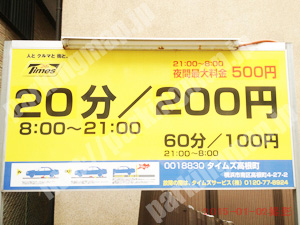 人と クルマと 街と。
Times
21:00～8:00
夜間最大料金 500円
20分／200円
8:00～21:00
60分／100円
21:00～8:00
0018830 タイムズ高根町
横浜市南区高根町4-27-2
タイムズサービス(株) 0120-77-8924